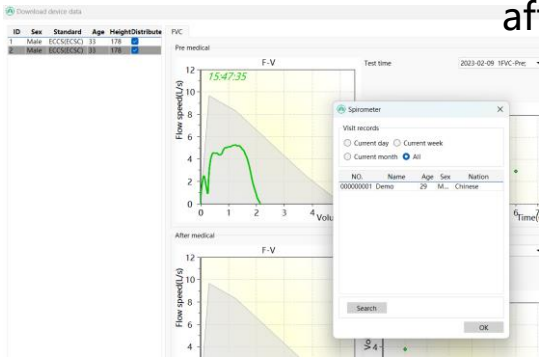 af
Download device data
ID Sex Standard Age Height Distribute
1 Male ECCS(ECSC) 33 178
2 Male ECCS(ECSC) 33 178
FVC
Pre medical
F-V
15:47:35
Flow speed(L/S)
12
10
8
6
4
2
0
0 1 2 3 4
Test time 2023-02-09 1FVC-Pre;
Spirometer
Visit records
Current day Current week
Current month All
NO. Name Age Sex Nation
000000001 Demo 29 M... Chinese
Search
OK
6
Time(
After medical
F-V
Flow speed(L/S)
12
10
8
6
4
4